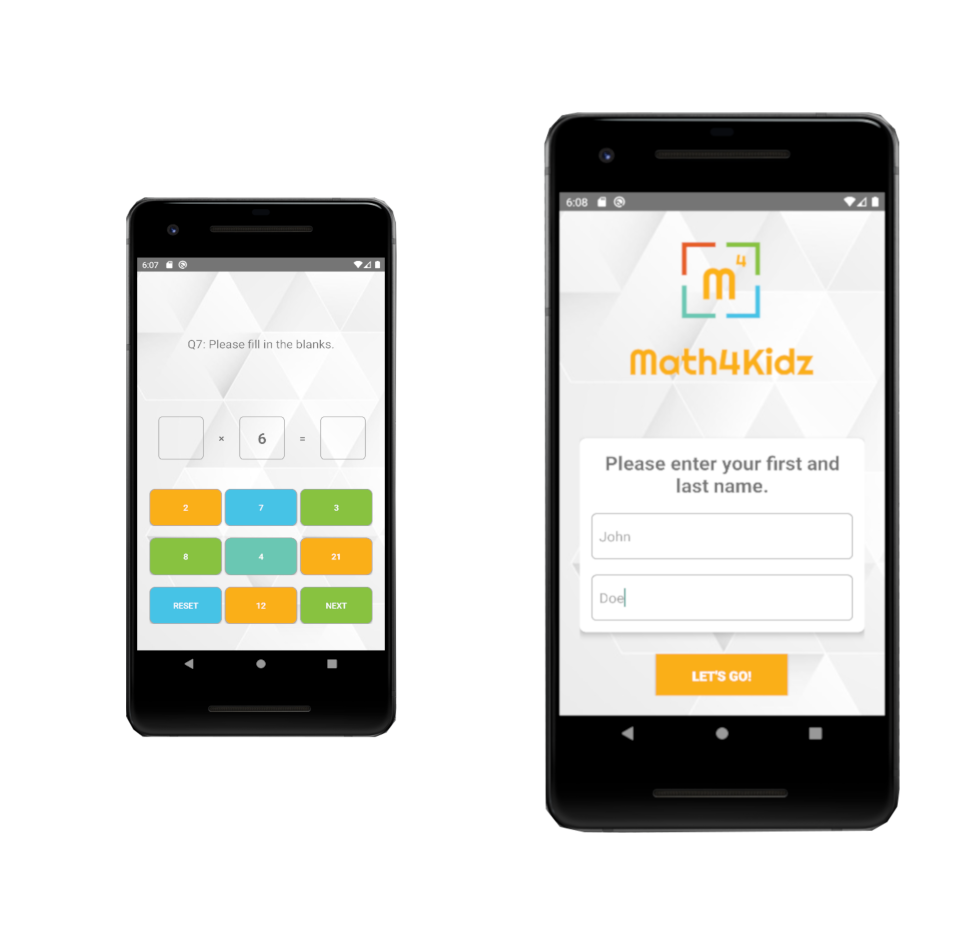 6:07
Q7: Please fill in the blanks.
× 6 =
2 7 3
8 4 21
RESET 12 NEXT
6:08
m4
Math4Kidz
Please enter your first and
last name.
John
Doe
LET'S GO!